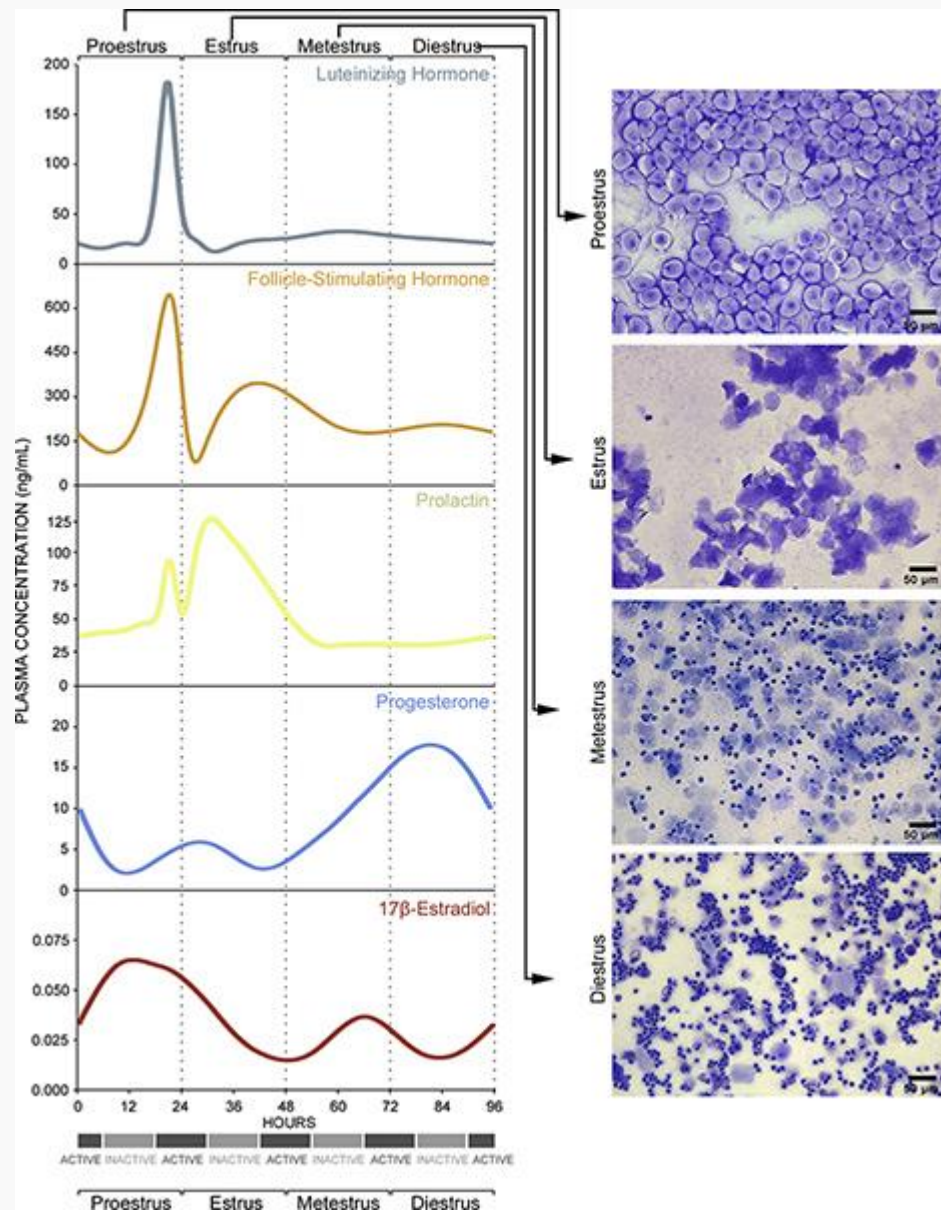 Proestrus Estrus Metestrus Diestrus
PLASMA CONCENTRATION (ng/mL)
Luteinizing Hormone
200
150
100
50
0
Follicle-Stimulating Hormone
600
450
300
150
0
Prolactin
125
100
75
50
25
0
Progesterone
20
15
10
5
0
17β-Estradiol
0.075
0.050
0.025
0.000
0 12 24 36 48 60 72 84 96
HOURS
ACTIVE INACTIVE ACTIVE INACTIVE ACTIVE INACTIVE ACTIVE INACTIVE ACTIVE
Proestrus Estrus Metestrus Diestrus
Proestrus
50 µm
Estrus
50 µm
Metestrus
50 µm
Diestrus
50 µm